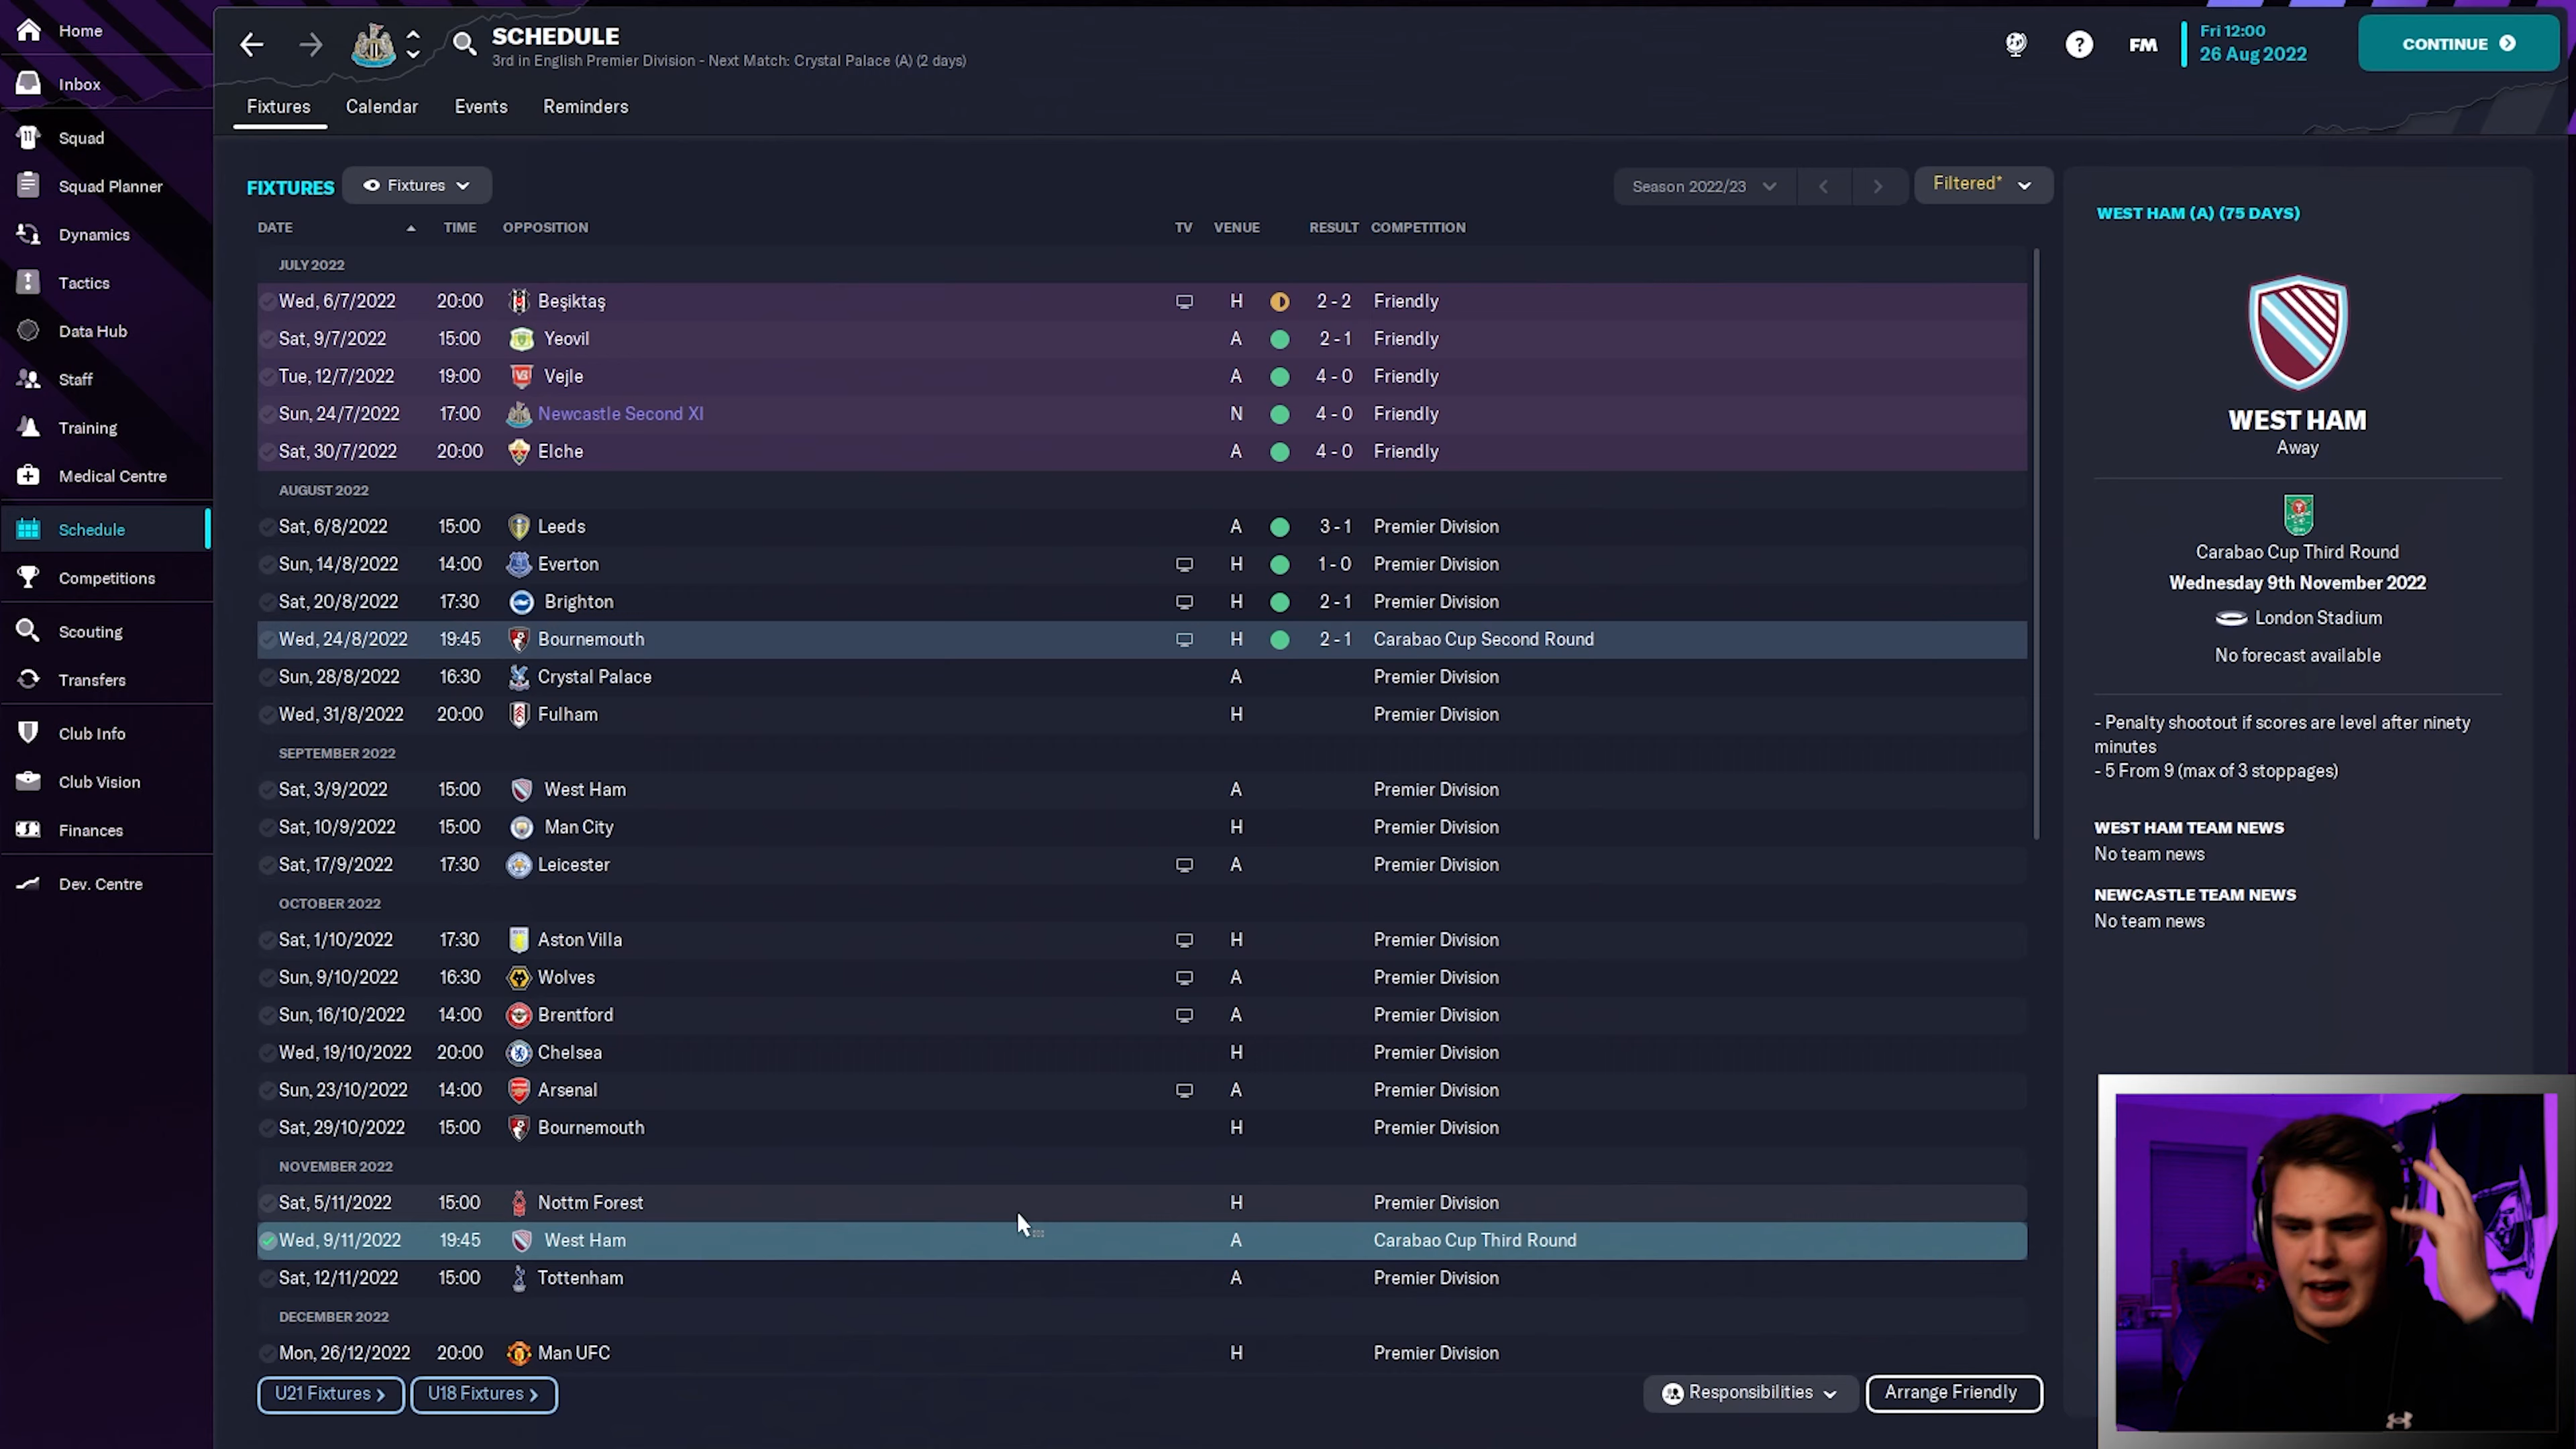 Home
Inbox
Squad
Squad Planner
Dynamics
Tactics
Data Hub
Staff
Training
Medical Centre
Schedule
Competitions
Scouting
Transfers
Club Info
Club Vision
Finances
Dev. Centre
SCHEDULE
3rd in English Premier Division - Next Match: Crystal Palace (A) (2 days)
FM
Fri 12:00
26 Aug 2022
CONTINUE
Fixtures Calendar Events Reminders
FIXTURES Fixtures Season 2022/23 Filtered*
DATE TIME OPPOSITION TV VENUE RESULT COMPETITION
JULY 2022
Wed, 6/7/2022 20:00 Beşiktaş H 2 - 2 Friendly
Sat, 9/7/2022 15:00 Yeovil A 2 - 1 Friendly
Tue, 12/7/2022 19:00 Vejle A 4 - 0 Friendly
Sun, 24/7/2022 17:00 Newcastle Second XI N 4 - 0 Friendly
Sat, 30/7/2022 20:00 Elche A 4 - 0 Friendly
AUGUST 2022
Sat, 6/8/2022 15:00 Leeds A 3 - 1 Premier Division
Sun, 14/8/2022 14:00 Everton H 1 - 0 Premier Division
Sat, 20/8/2022 17:30 Brighton H 2 - 1 Premier Division
Wed, 24/8/2022 19:45 Bournemouth H 2 - 1 Carabao Cup Second Round
Sun, 28/8/2022 16:30 Crystal Palace A Premier Division
Wed, 31/8/2022 20:00 Fulham H Premier Division
SEPTEMBER 2022
Sat, 3/9/2022 15:00 West Ham A Premier Division
Sat, 10/9/2022 15:00 Man City H Premier Division
Sat, 17/9/2022 17:30 Leicester A Premier Division
OCTOBER 2022
Sat, 1/10/2022 17:30 Aston Villa H Premier Division
Sun, 9/10/2022 16:30 Wolves A Premier Division
Sun, 16/10/2022 14:00 Brentford A Premier Division
Wed, 19/10/2022 20:00 Chelsea H Premier Division
Sun, 23/10/2022 14:00 Arsenal A Premier Division
Sat, 29/10/2022 15:00 Bournemouth H Premier Division
NOVEMBER 2022
Sat, 5/11/2022 15:00 Nottm Forest H Premier Division
Wed, 9/11/2022 19:45 West Ham A Carabao Cup Third Round
Sat, 12/11/2022 15:00 Tottenham A Premier Division
DECEMBER 2022
Mon, 26/12/2022 20:00 Man UFC H Premier Division
U21 Fixtures U18 Fixtures Responsibilities Arrange Friendly
WEST HAM (A) (75 DAYS)
WEST HAM
Away
Carabao Cup Third Round
Wednesday 9th November 2022
London Stadium
No forecast available
- Penalty shootout if scores are level after ninety
minutes
- 5 From 9 (max of 3 stoppages)
WEST HAM TEAM NEWS
No team news
NEWCASTLE TEAM NEWS
No team news